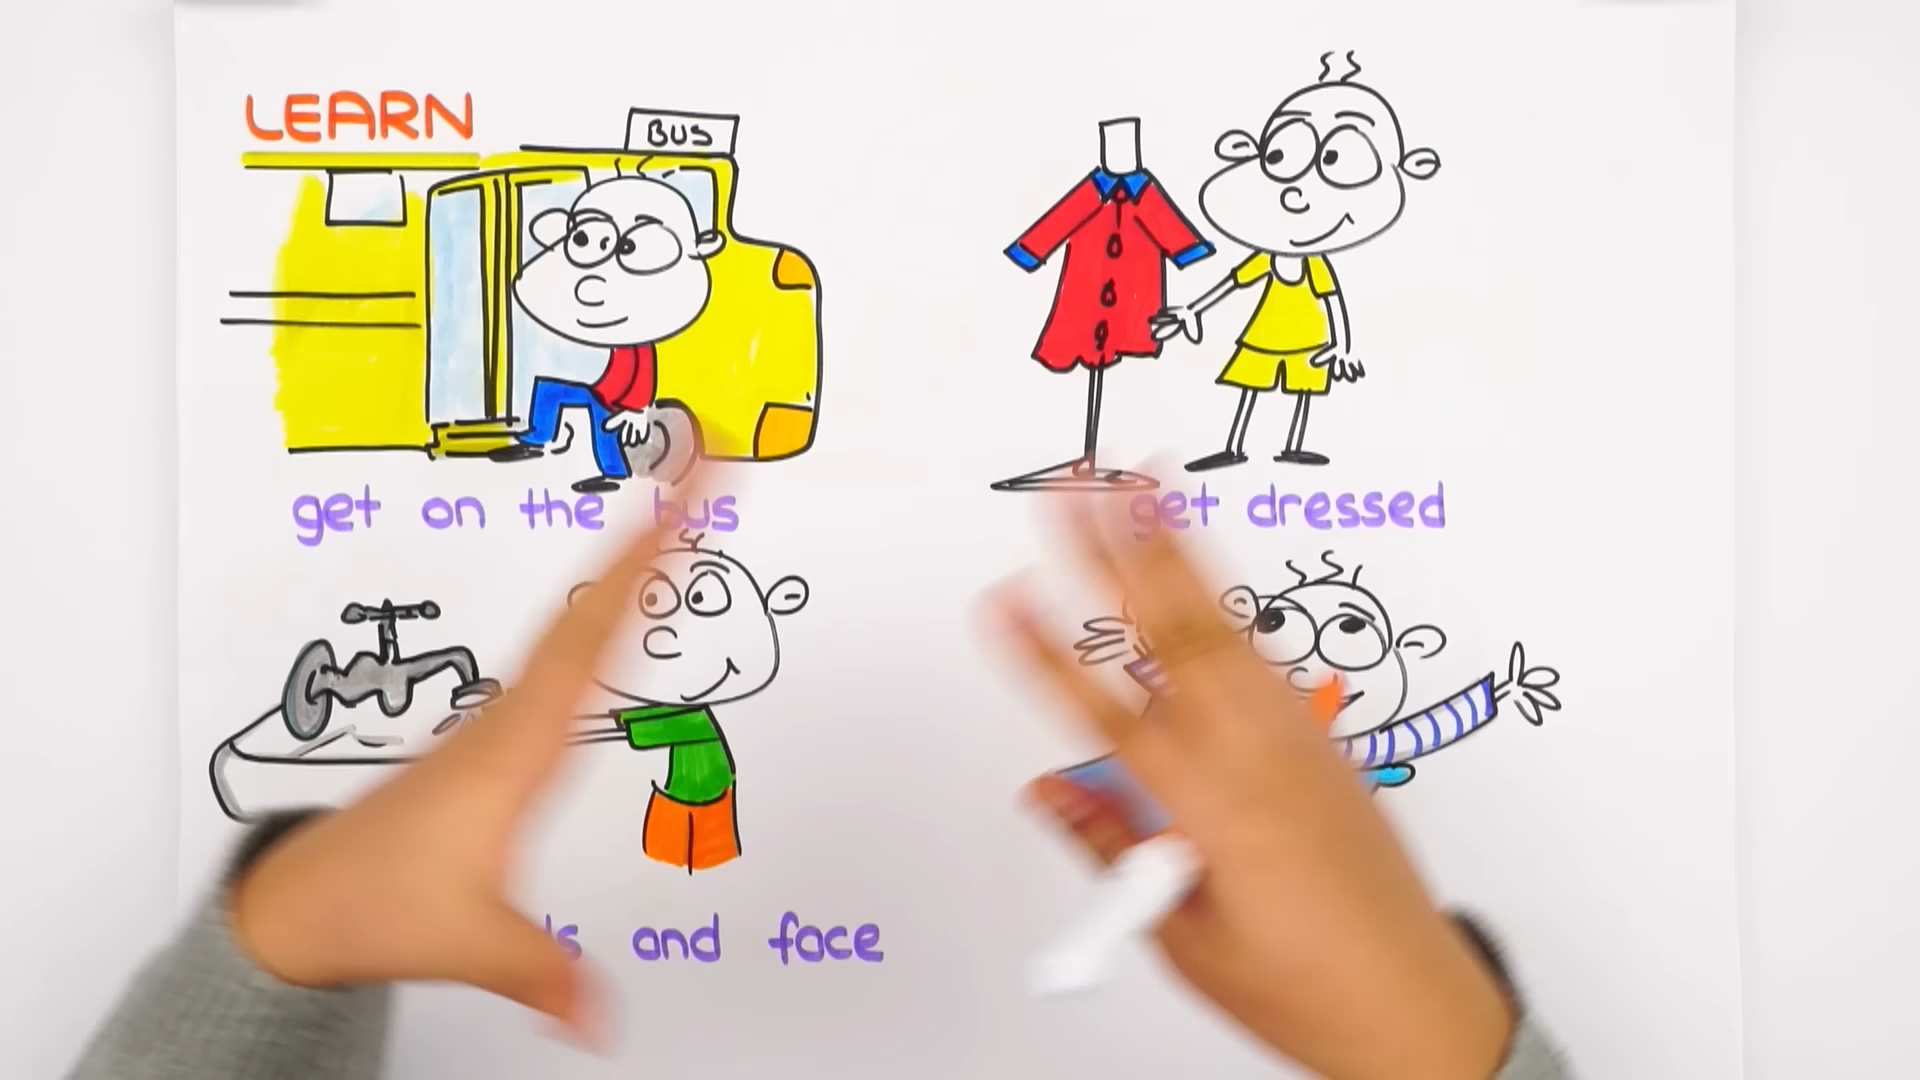 LEARN
BUS
get on the bus
get dressed
and face